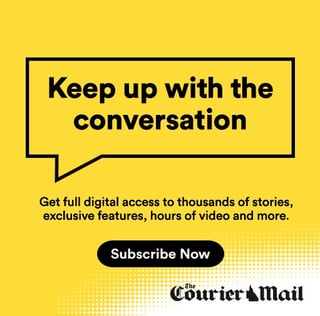 Keep up with the
conversation
Get full digital access to thousands of stories,
exclusive features, hours of video and more.
Subscribe Now
The
Courier Mail